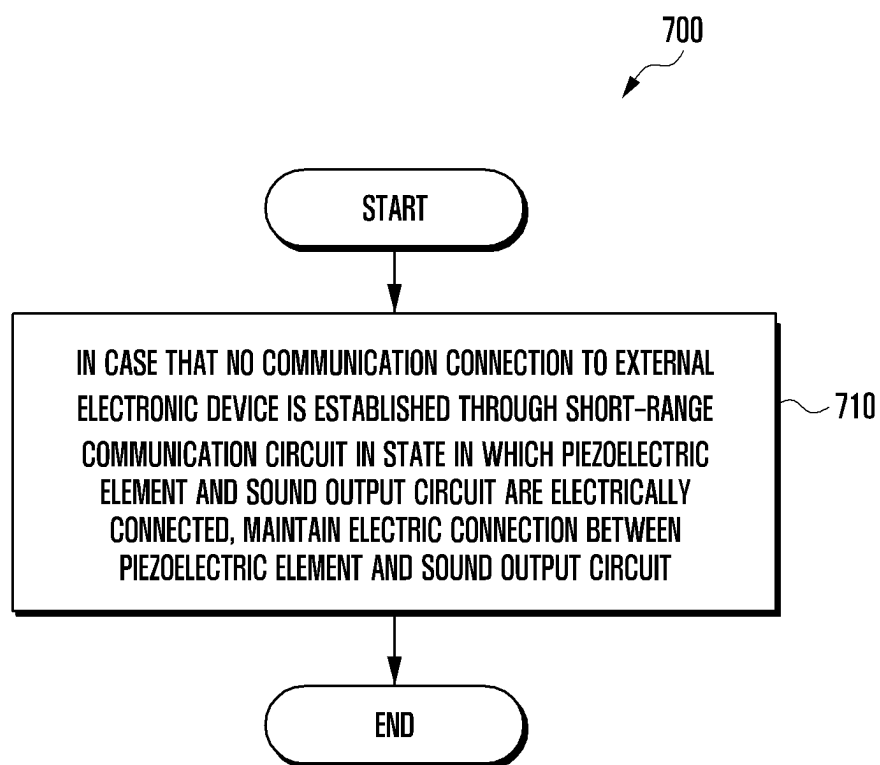 700
START
IN CASE THAT NO COMMUNICATION CONNECTION TO EXTERNAL
ELECTRONIC DEVICE IS ESTABLISHED THROUGH SHORT-RANGE
COMMUNICATION CIRCUIT IN STATE IN WHICH PIEZOELECTRIC
ELEMENT AND SOUND OUTPUT CIRCUIT ARE ELECTRICALLY
CONNECTED, MAINTAIN ELECTRIC CONNECTION BETWEEN
PIEZOELECTRIC ELEMENT AND SOUND OUTPUT CIRCUIT
710
END